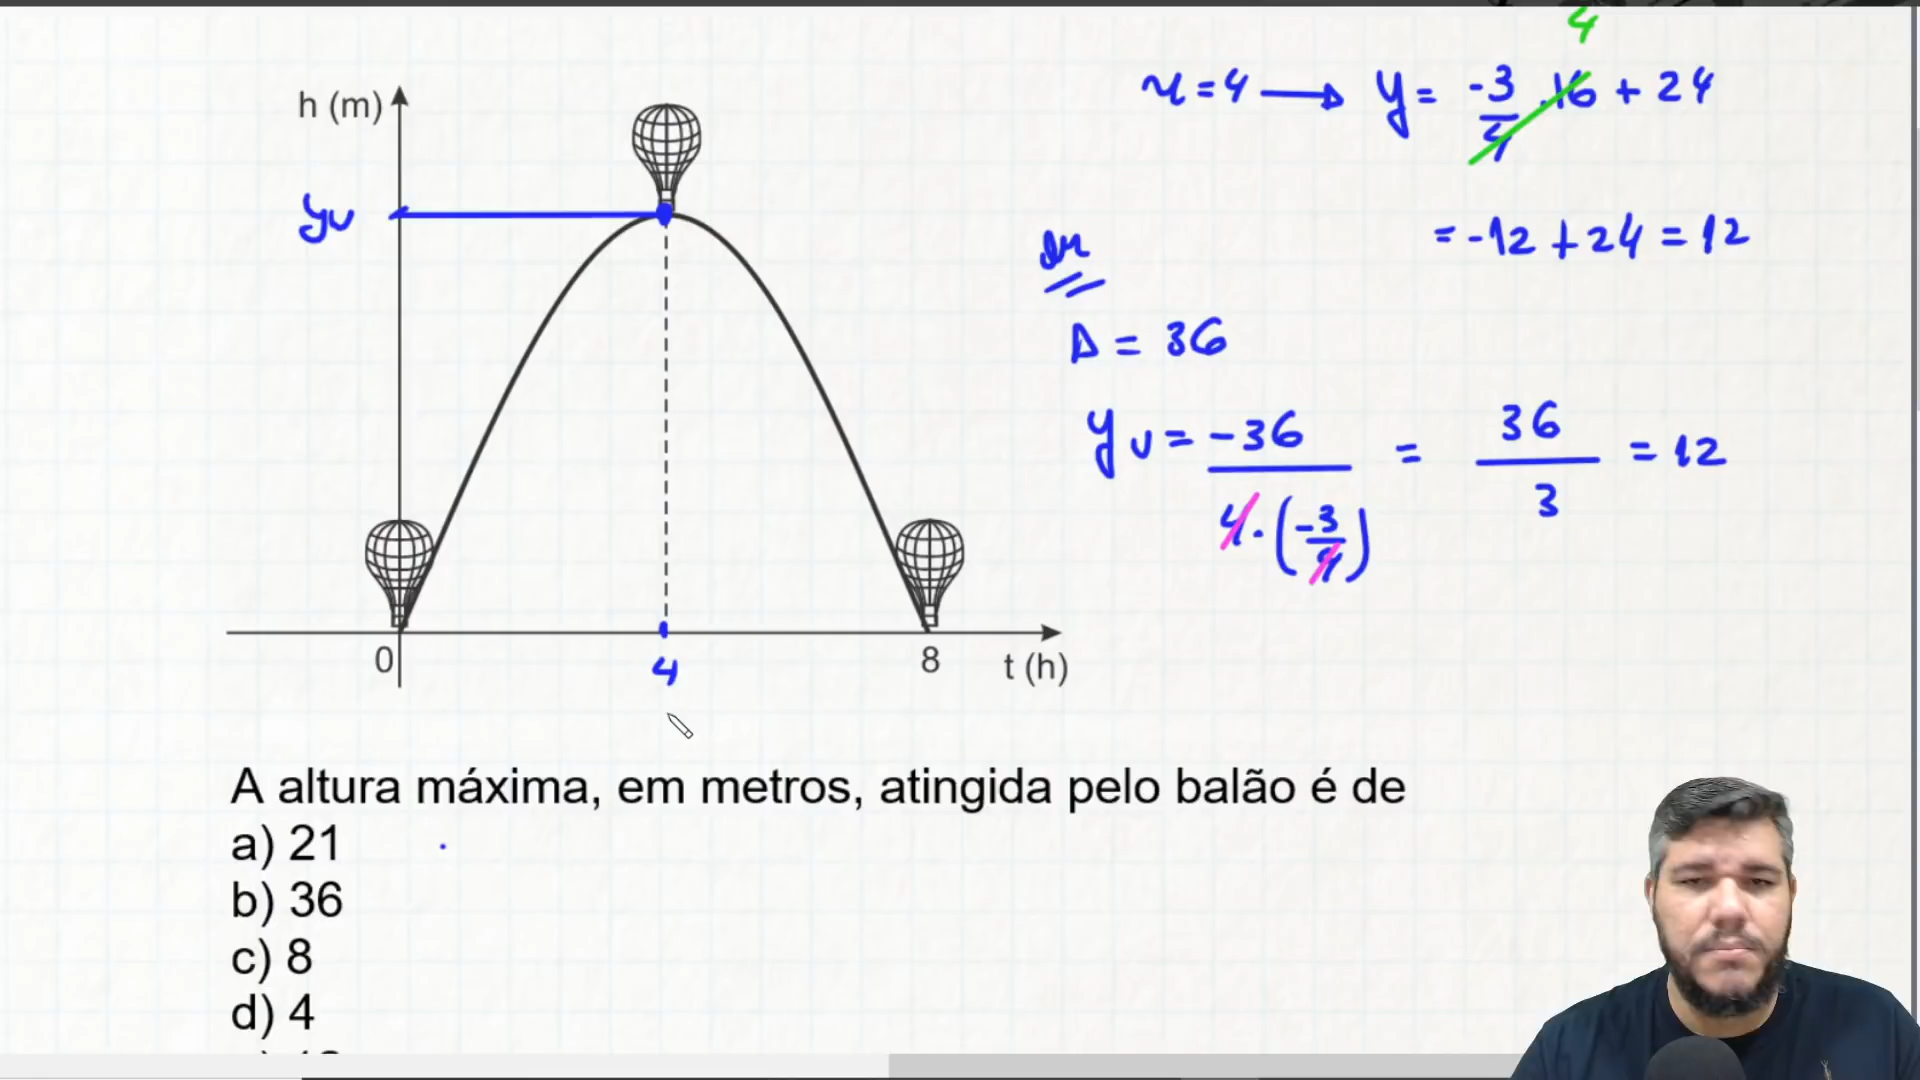 h (m)
yv
0
4
8
t (h)
4
x = 4 → y = -3/4 · 16 + 24
= -12 + 24 = 12
ou
Δ = 36
yv = -36 / 4 · (-3/4) = 36/3 = 12
A altura máxima, em metros, atingida pelo balão é de
a) 21
b) 36
c) 8
d) 4